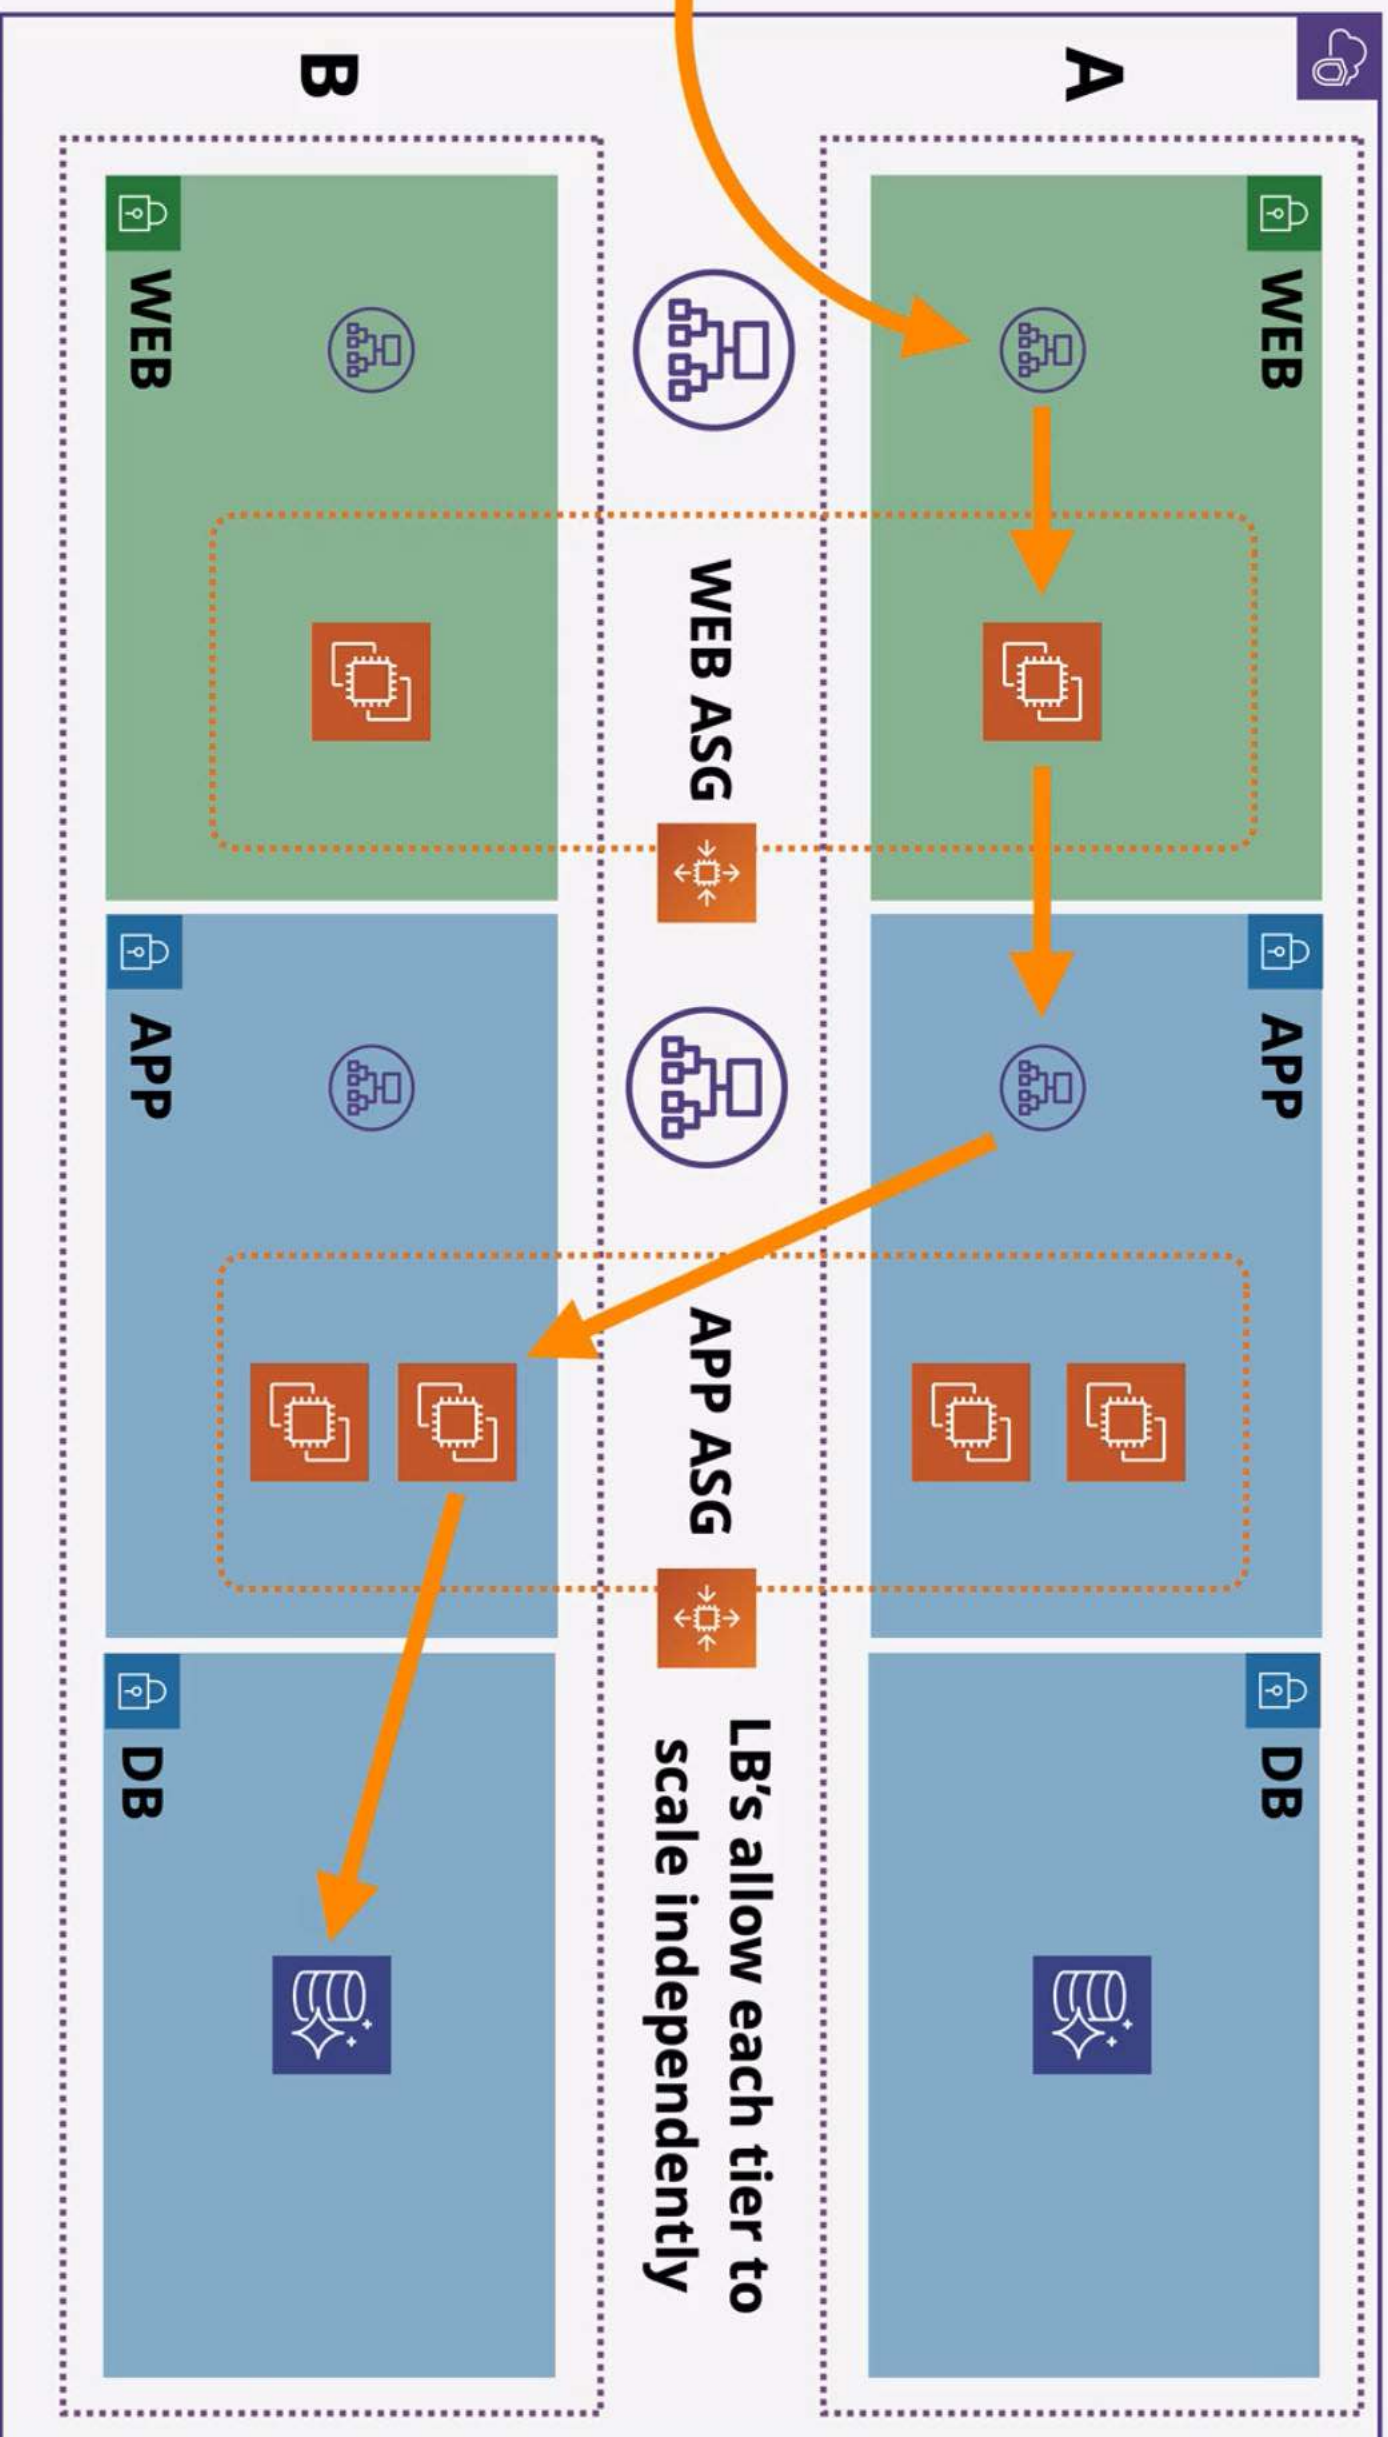 A
WEB
APP
DB
WEB ASG
APP ASG
LB's allow each tier to
scale independently
B
WEB
APP
DB